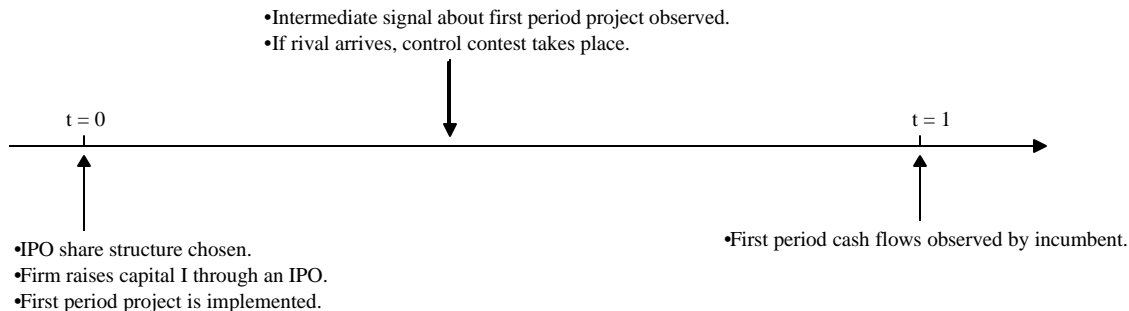 •Intermediate signal about first period project observed.
•If rival arrives, control contest takes place.
t = 0
t = 1
•IPO share structure chosen.
•Firm raises capital I through an IPO.
•First period project is implemented.
•First period cash flows observed by incumbent.